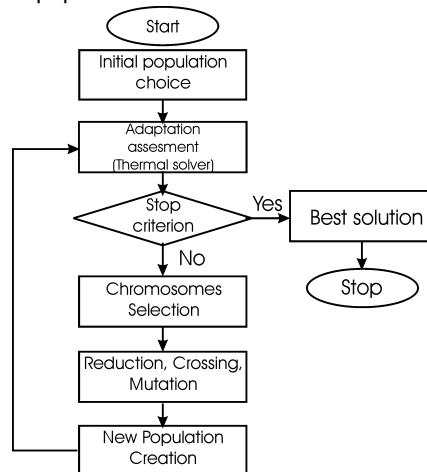 Start
Initial population
choice
Adaptation
assesment
(Thermal solver)
Stop
criterion
Yes
Best solution
No
Stop
Chromosomes
Selection
Reduction, Crossing,
Mutation
New Population
Creation